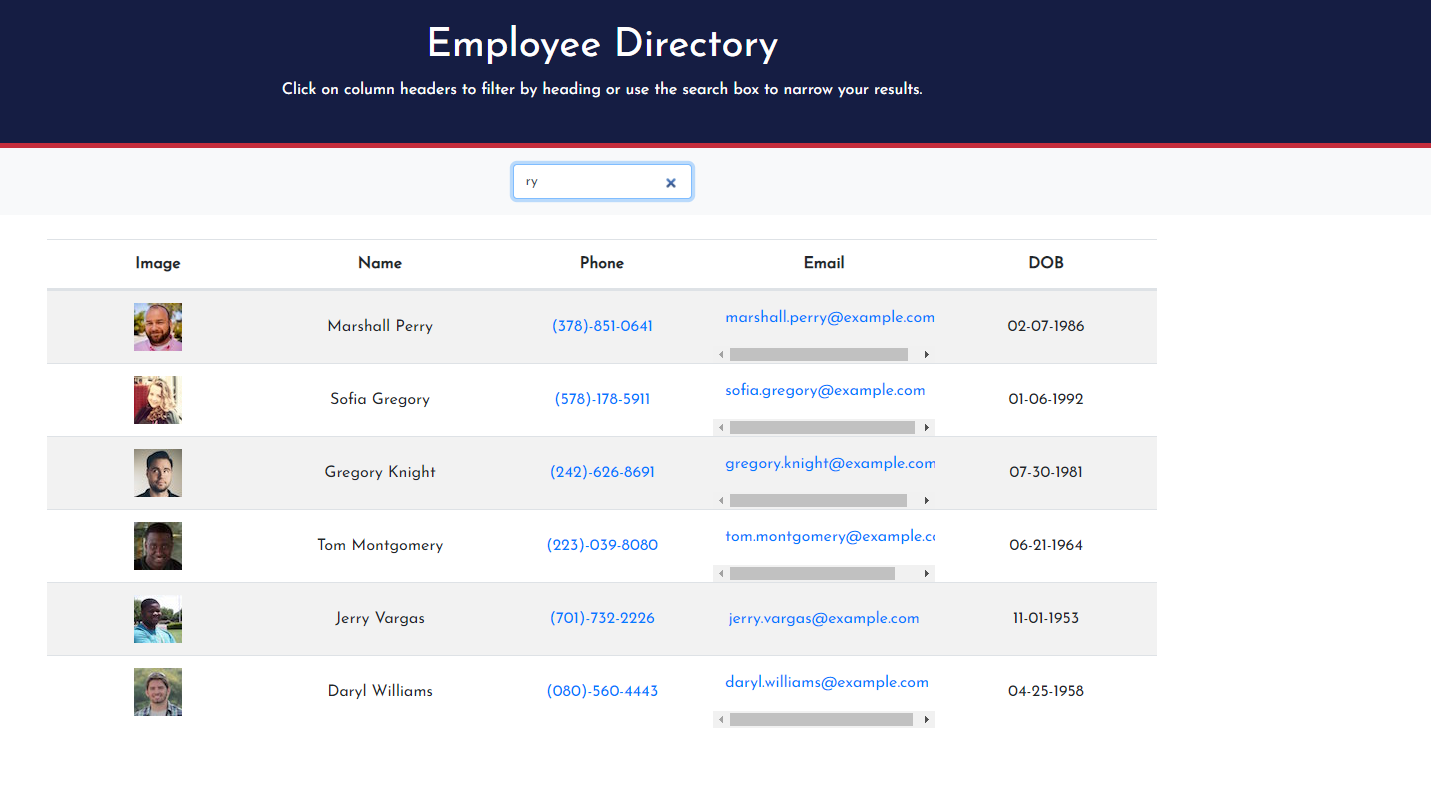 Employee Directory
Click on column headers to filter by heading or use the search box to narrow your results.
ry
Image Name Phone Email DOB
Marshall Perry (378)-851-0641 marshall.perry@example.com 02-07-1986
Sofia Gregory (578)-178-5911 sofia.gregory@example.com 01-06-1992
Gregory Knight (242)-626-8691 gregory.knight@example.com 07-30-1981
Tom Montgomery (223)-039-8080 tom.montgomery@example.c 06-21-1964
Jerry Vargas (701)-732-2226 jerry.vargas@example.com 11-01-1953
Daryl Williams (080)-560-4443 daryl.williams@example.com 04-25-1958